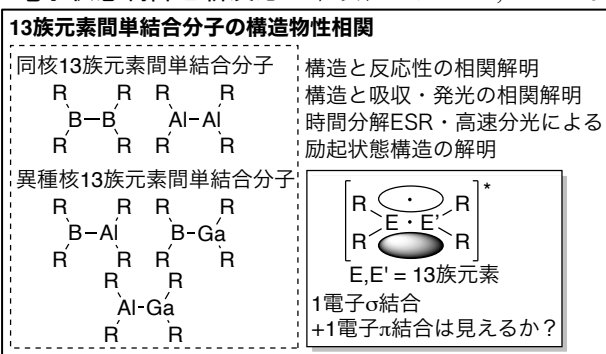 13族元素間単結合分子の構造物性相関
同核13族元素間単結合分子
R R R R
B–B Al–Al
R R R R
異種核13族元素間単結合分子
R R R R
B–Al B-Ga
R R R R
R R
Al-Ga
R R
構造と反応性の相関解明
構造と吸収・発光の相関解明
時間分解ESR・高速分光による
励起状態構造の解明
*
R · R
E · E'
R R
E,E' = 13族元素
1電子σ結合
+1電子π結合は見えるか？